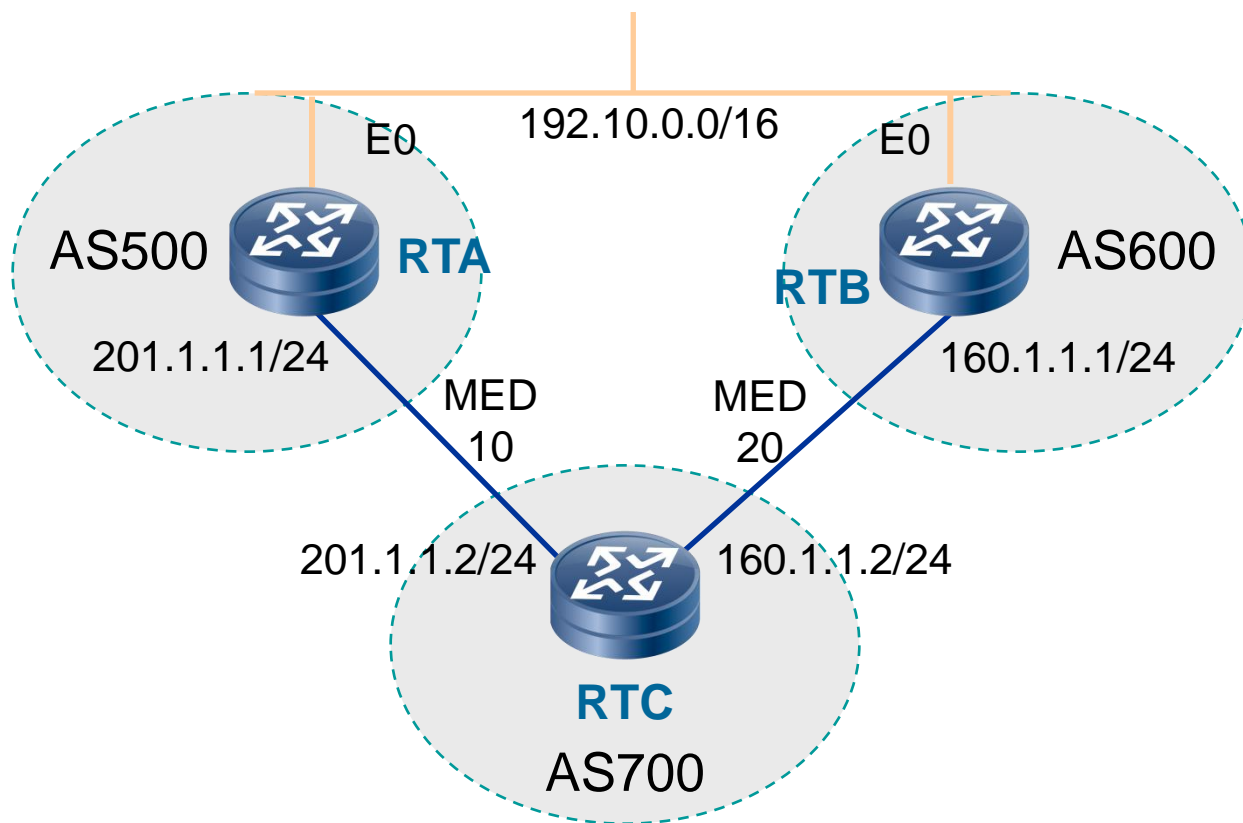 192.10.0.0/16
E0
E0
AS500
RTA
RTB
AS600
201.1.1.1/24
160.1.1.1/24
MED
10
MED
20
201.1.1.2/24
160.1.1.2/24
RTC
AS700